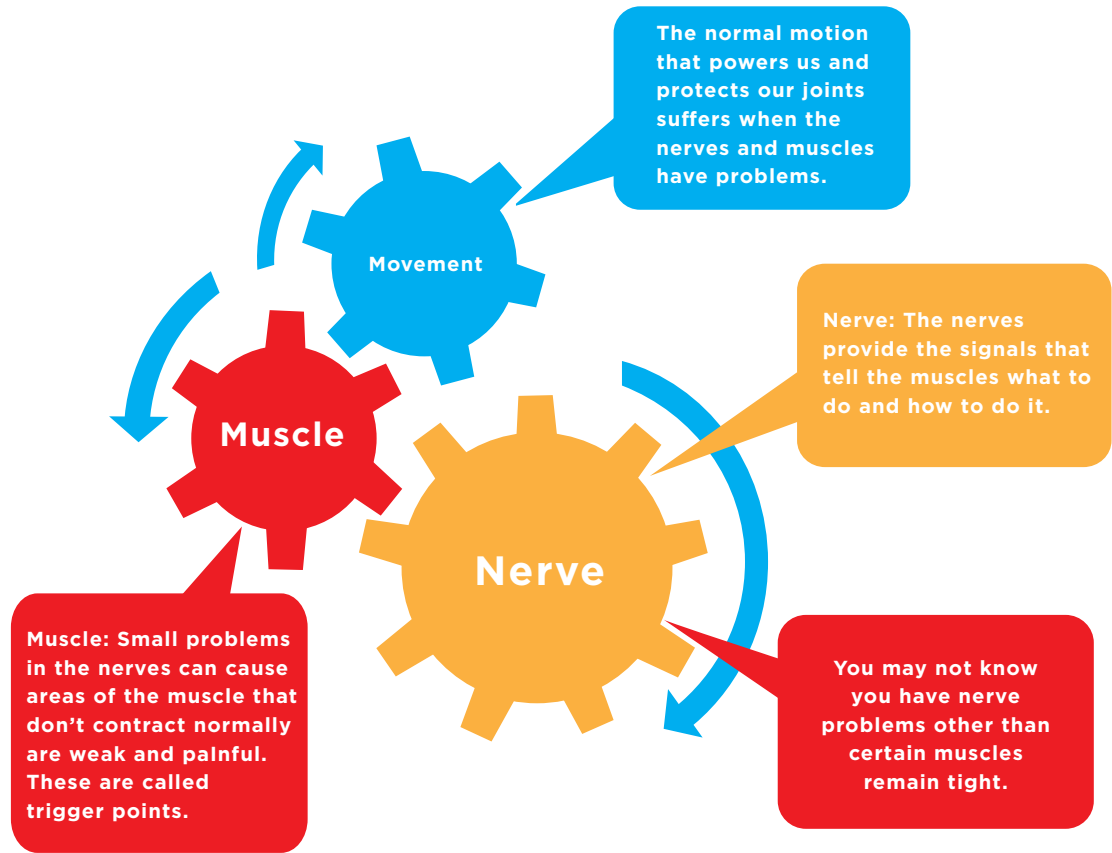 The normal motion
that powers us and
protects our joints
suffers when the
nerves and muscles
have problems.
Movement
Nerve: The nerves
provide the signals that
tell the muscles what to
do and how to do it.
Muscle
Nerve
Muscle: Small problems
in the nerves can cause
areas of the muscle that
don’t contract normally
are weak and paInful.
These are called
trigger points.
You may not know
you have nerve
problems other than
certain muscles
remain tight.